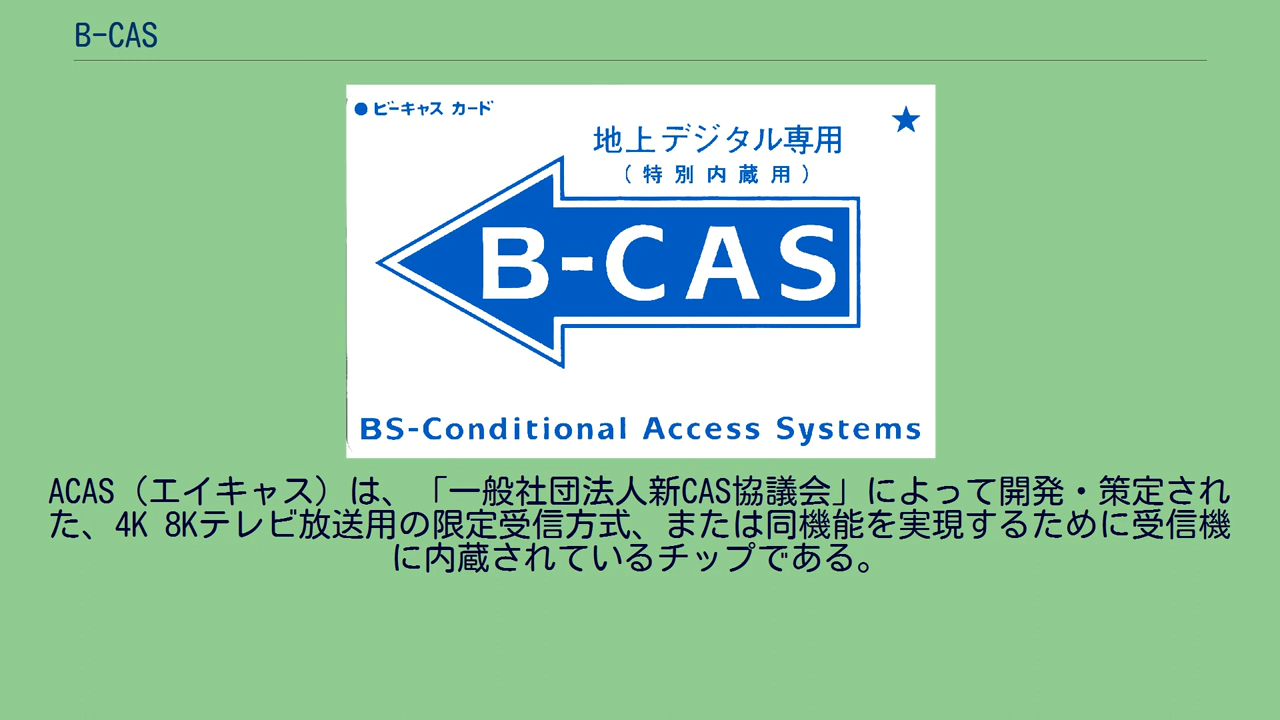 B-CAS
● ビーキャス カード
★
地上デジタル専用
(特別内蔵用)
B-CAS
BS-Conditional Access Systems
ACAS（エイキャス）は、「一般社団法人新CAS協議会」によって開発・策定され
た、4K 8Kテレビ放送用の限定受信方式、または同機能を実現するために受信機
に内蔵されているチップである。